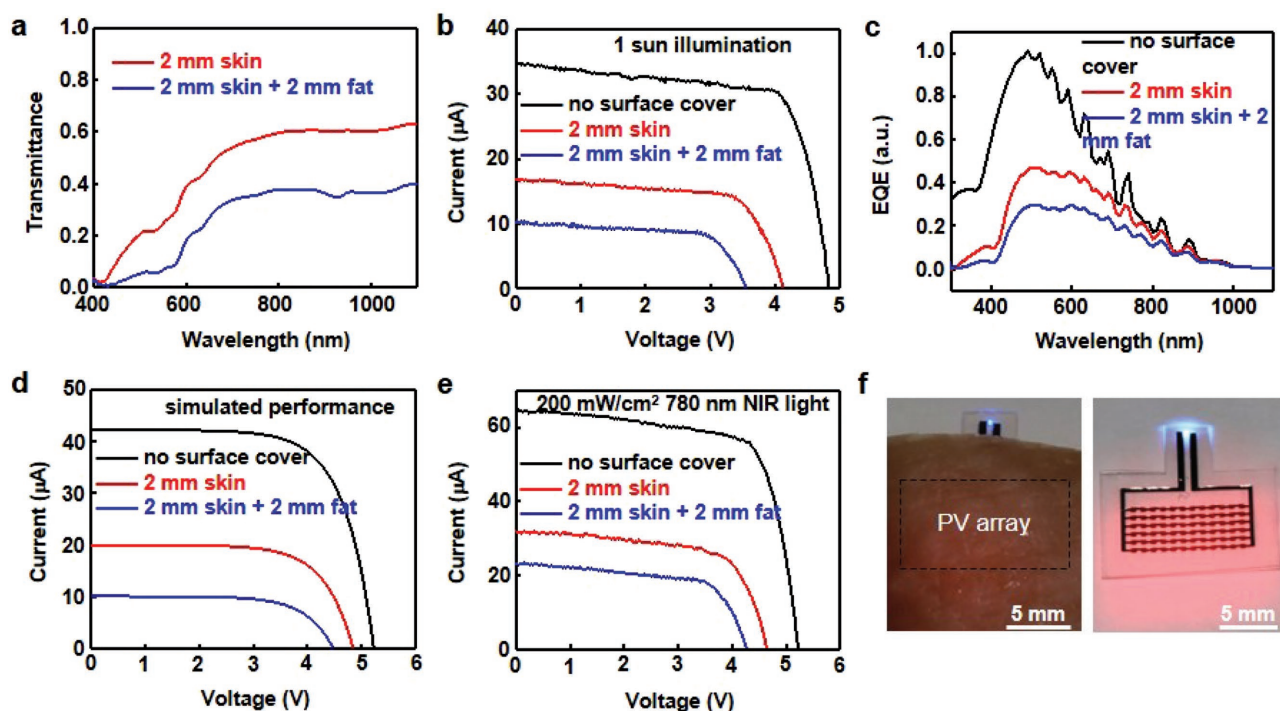 a
1.0
0.8
0.6
0.4
0.2
0.0
Transmittance
2 mm skin
2 mm skin + 2 mm fat
400
600
800
1000
Wavelength (nm)
b
40
30
20
10
0
Current (µA)
1 sun illumination
no surface cover
2 mm skin
2 mm skin + 2 mm fat
0
1
2
3
4
5
Voltage (V)
c
1.0
0.8
0.6
0.4
0.2
0.0
EQE (a.u.)
no surface
cover
2 mm skin
2 mm skin + 2
mm fat
400
600
800
1000
Wavelength (nm)
d
50
40
30
20
10
0
Current (µA)
simulated performance
no surface cover
2 mm skin
2 mm skin + 2 mm fat
0
1
2
3
4
5
6
Voltage (V)
e
60
40
20
0
Current (µA)
200 mW/cm² 780 nm NIR light
no surface cover
2 mm skin
2 mm skin + 2 mm fat
0
1
2
3
4
5
6
Voltage (V)
f
PV array
5 mm
5 mm